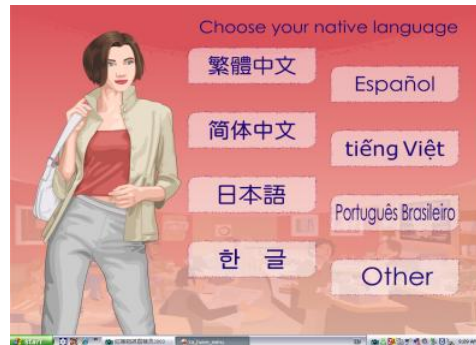 Choose your native language
繁體中文
Español
简体中文
tiếng Việt
日本語
Português Brasileiro
한 글
Other
start